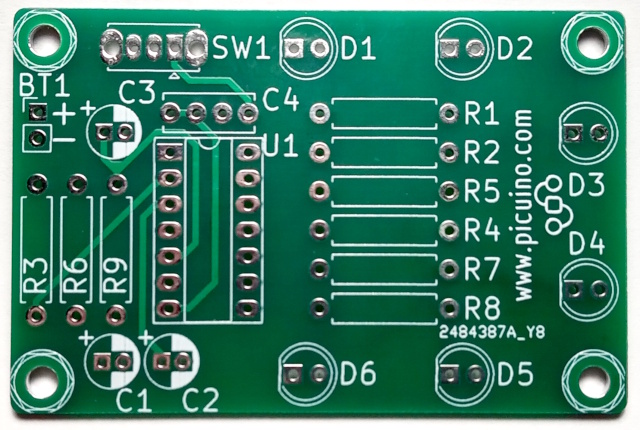 SW1
D1
D2
BT1
+
C3
+
-
C4
U1
R1
R2
R5
R4
R7
R8
www.picuino.com
D3
D4
R3
R6
R9
2484387A_Y8
+
C1
+
C2
D6
D5